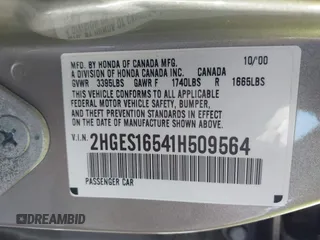 MFD. BY HONDA OF CANADA 10/00
A DIVISION OF HONDA CANADA INC. CANADA
GVWR 3385LBS GAWR F 1740LBS R 1665LBS
THIS VEHICLE CONFORMS TO ALL APPLICABLE
FEDERAL MOTOR VEHICLE SAFETY, BUMPER,
AND THEFT PREVENTION STANDARDS IN EFFECT
ON THE DATE OF MANUFACTURE SHOWN ABOVE.
V.I.N. 2HGES16541H509564
PASSENGER CAR
DREAMBID